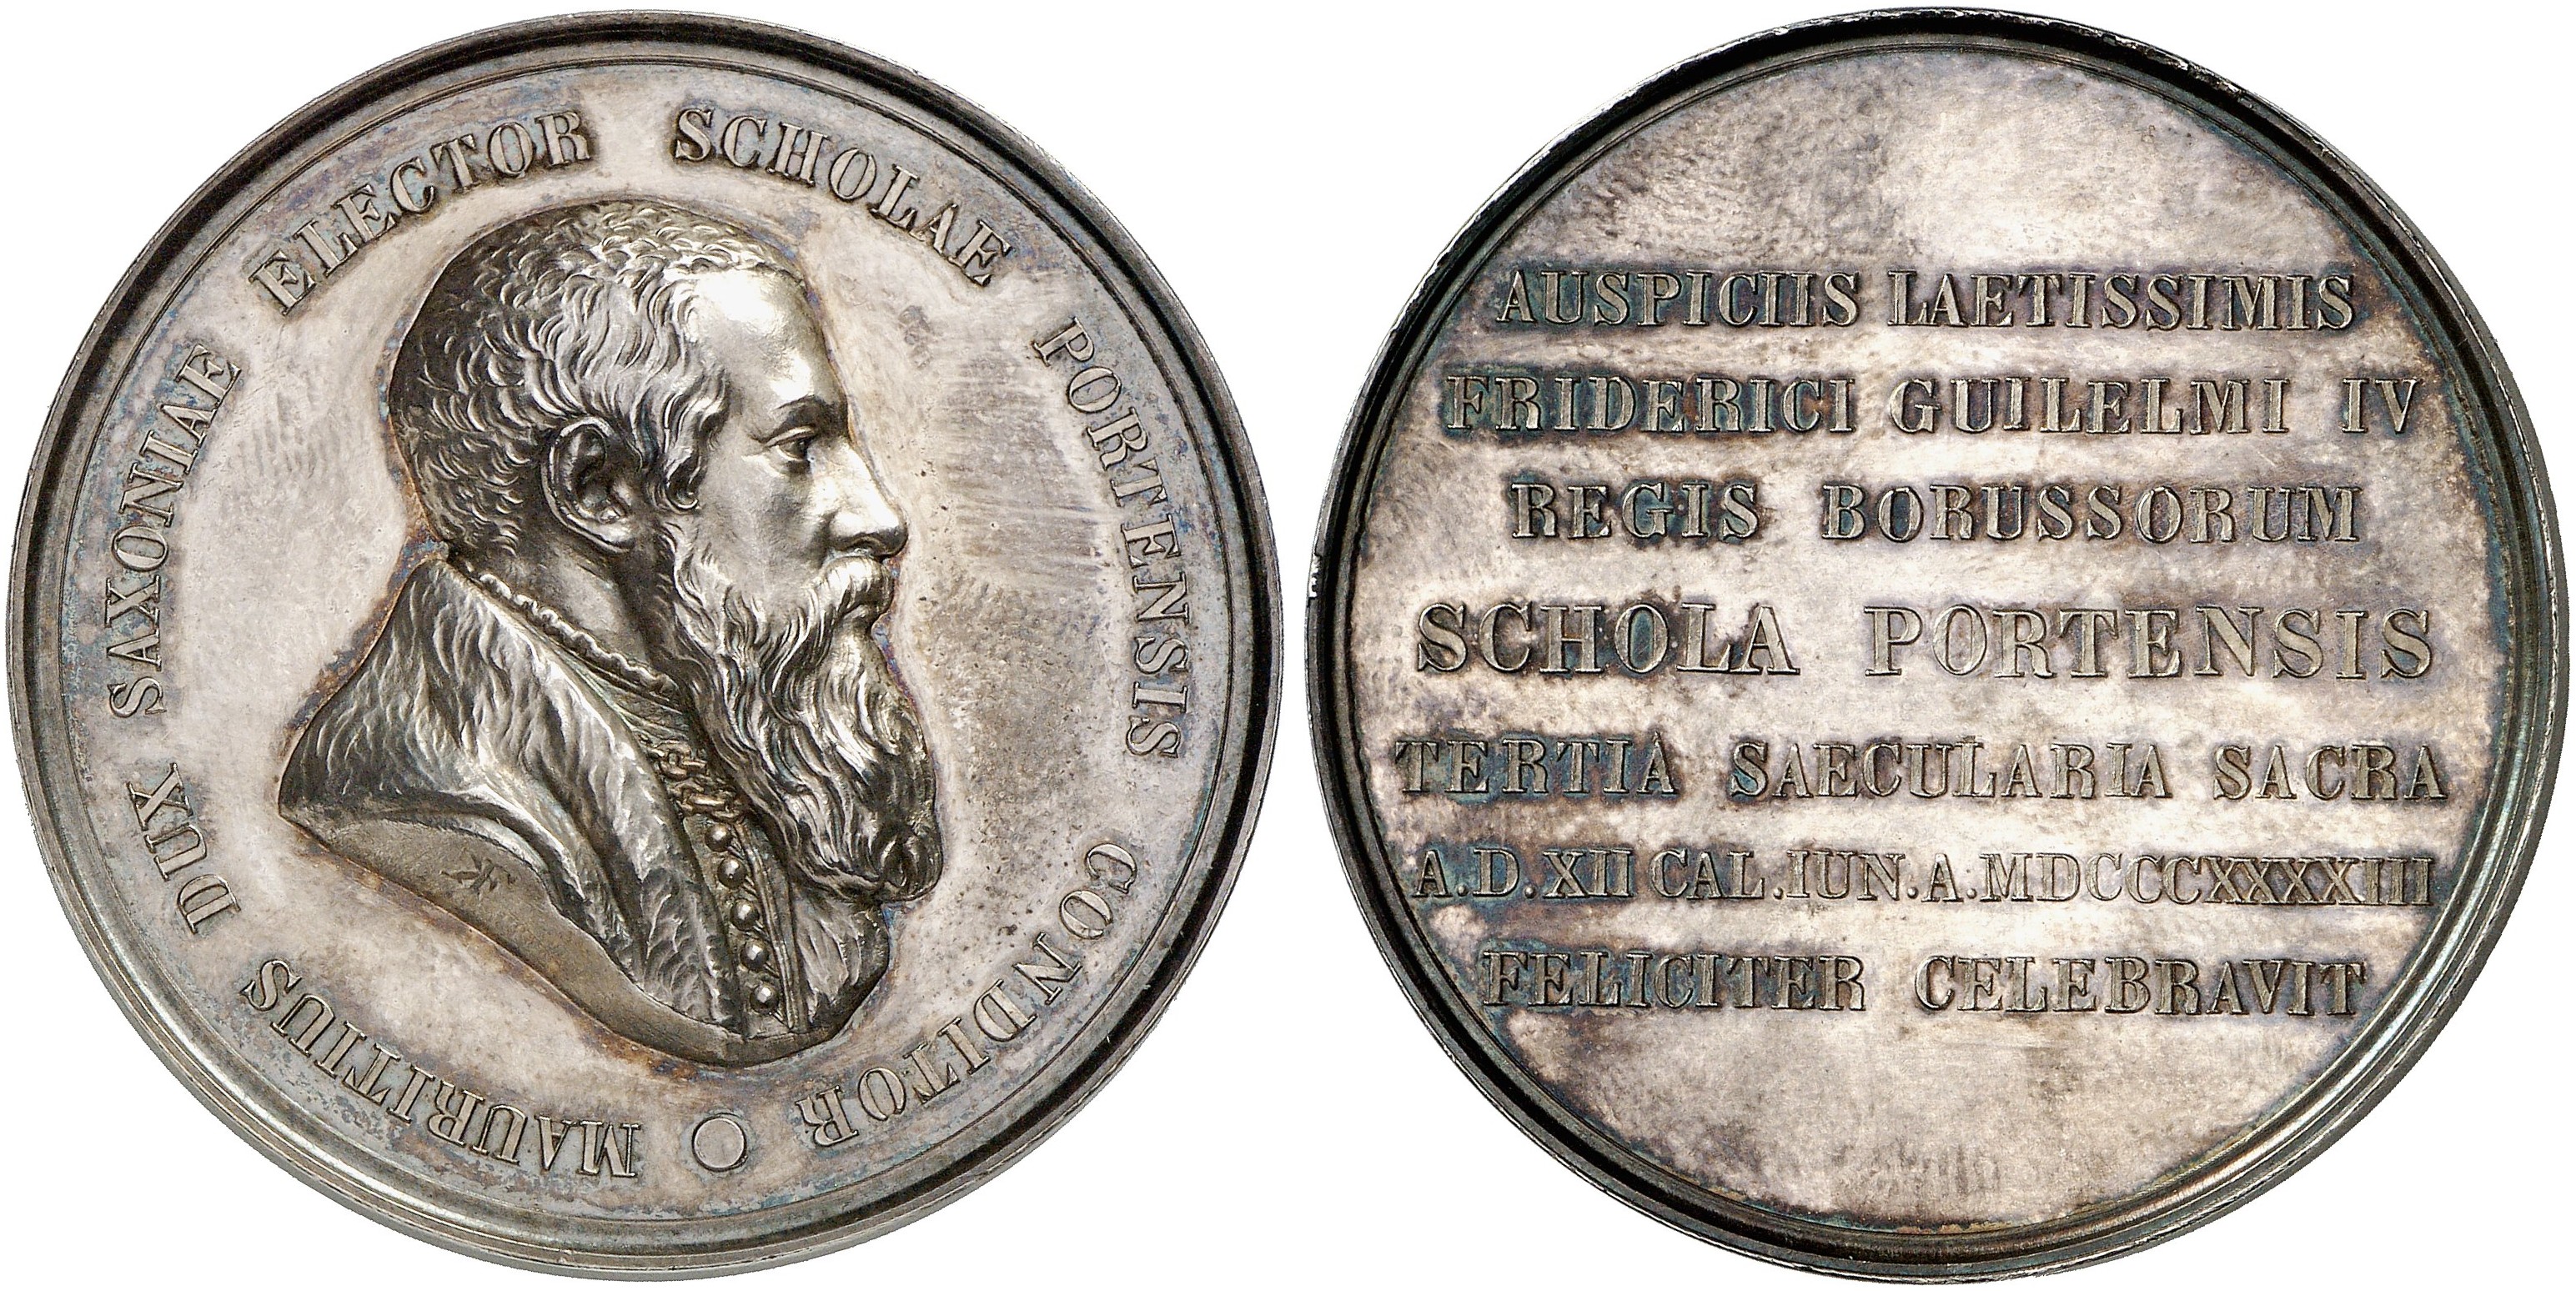 MAURITIUS DUX SAXONIAE ELECTOR SCHOLAE PORTENSIS CONDITOR
AUSPICIIS LAETISSIMIS
FRIDERICI GUILELMI IV
REGIS BORUSSORUM
SCHOLA PORTENSIS
TERTIA SAECULARIA SACRA
A.D.XII CAL.IUN.A.MDCCCXXXXIII
FELICITER CELEBRAVIT